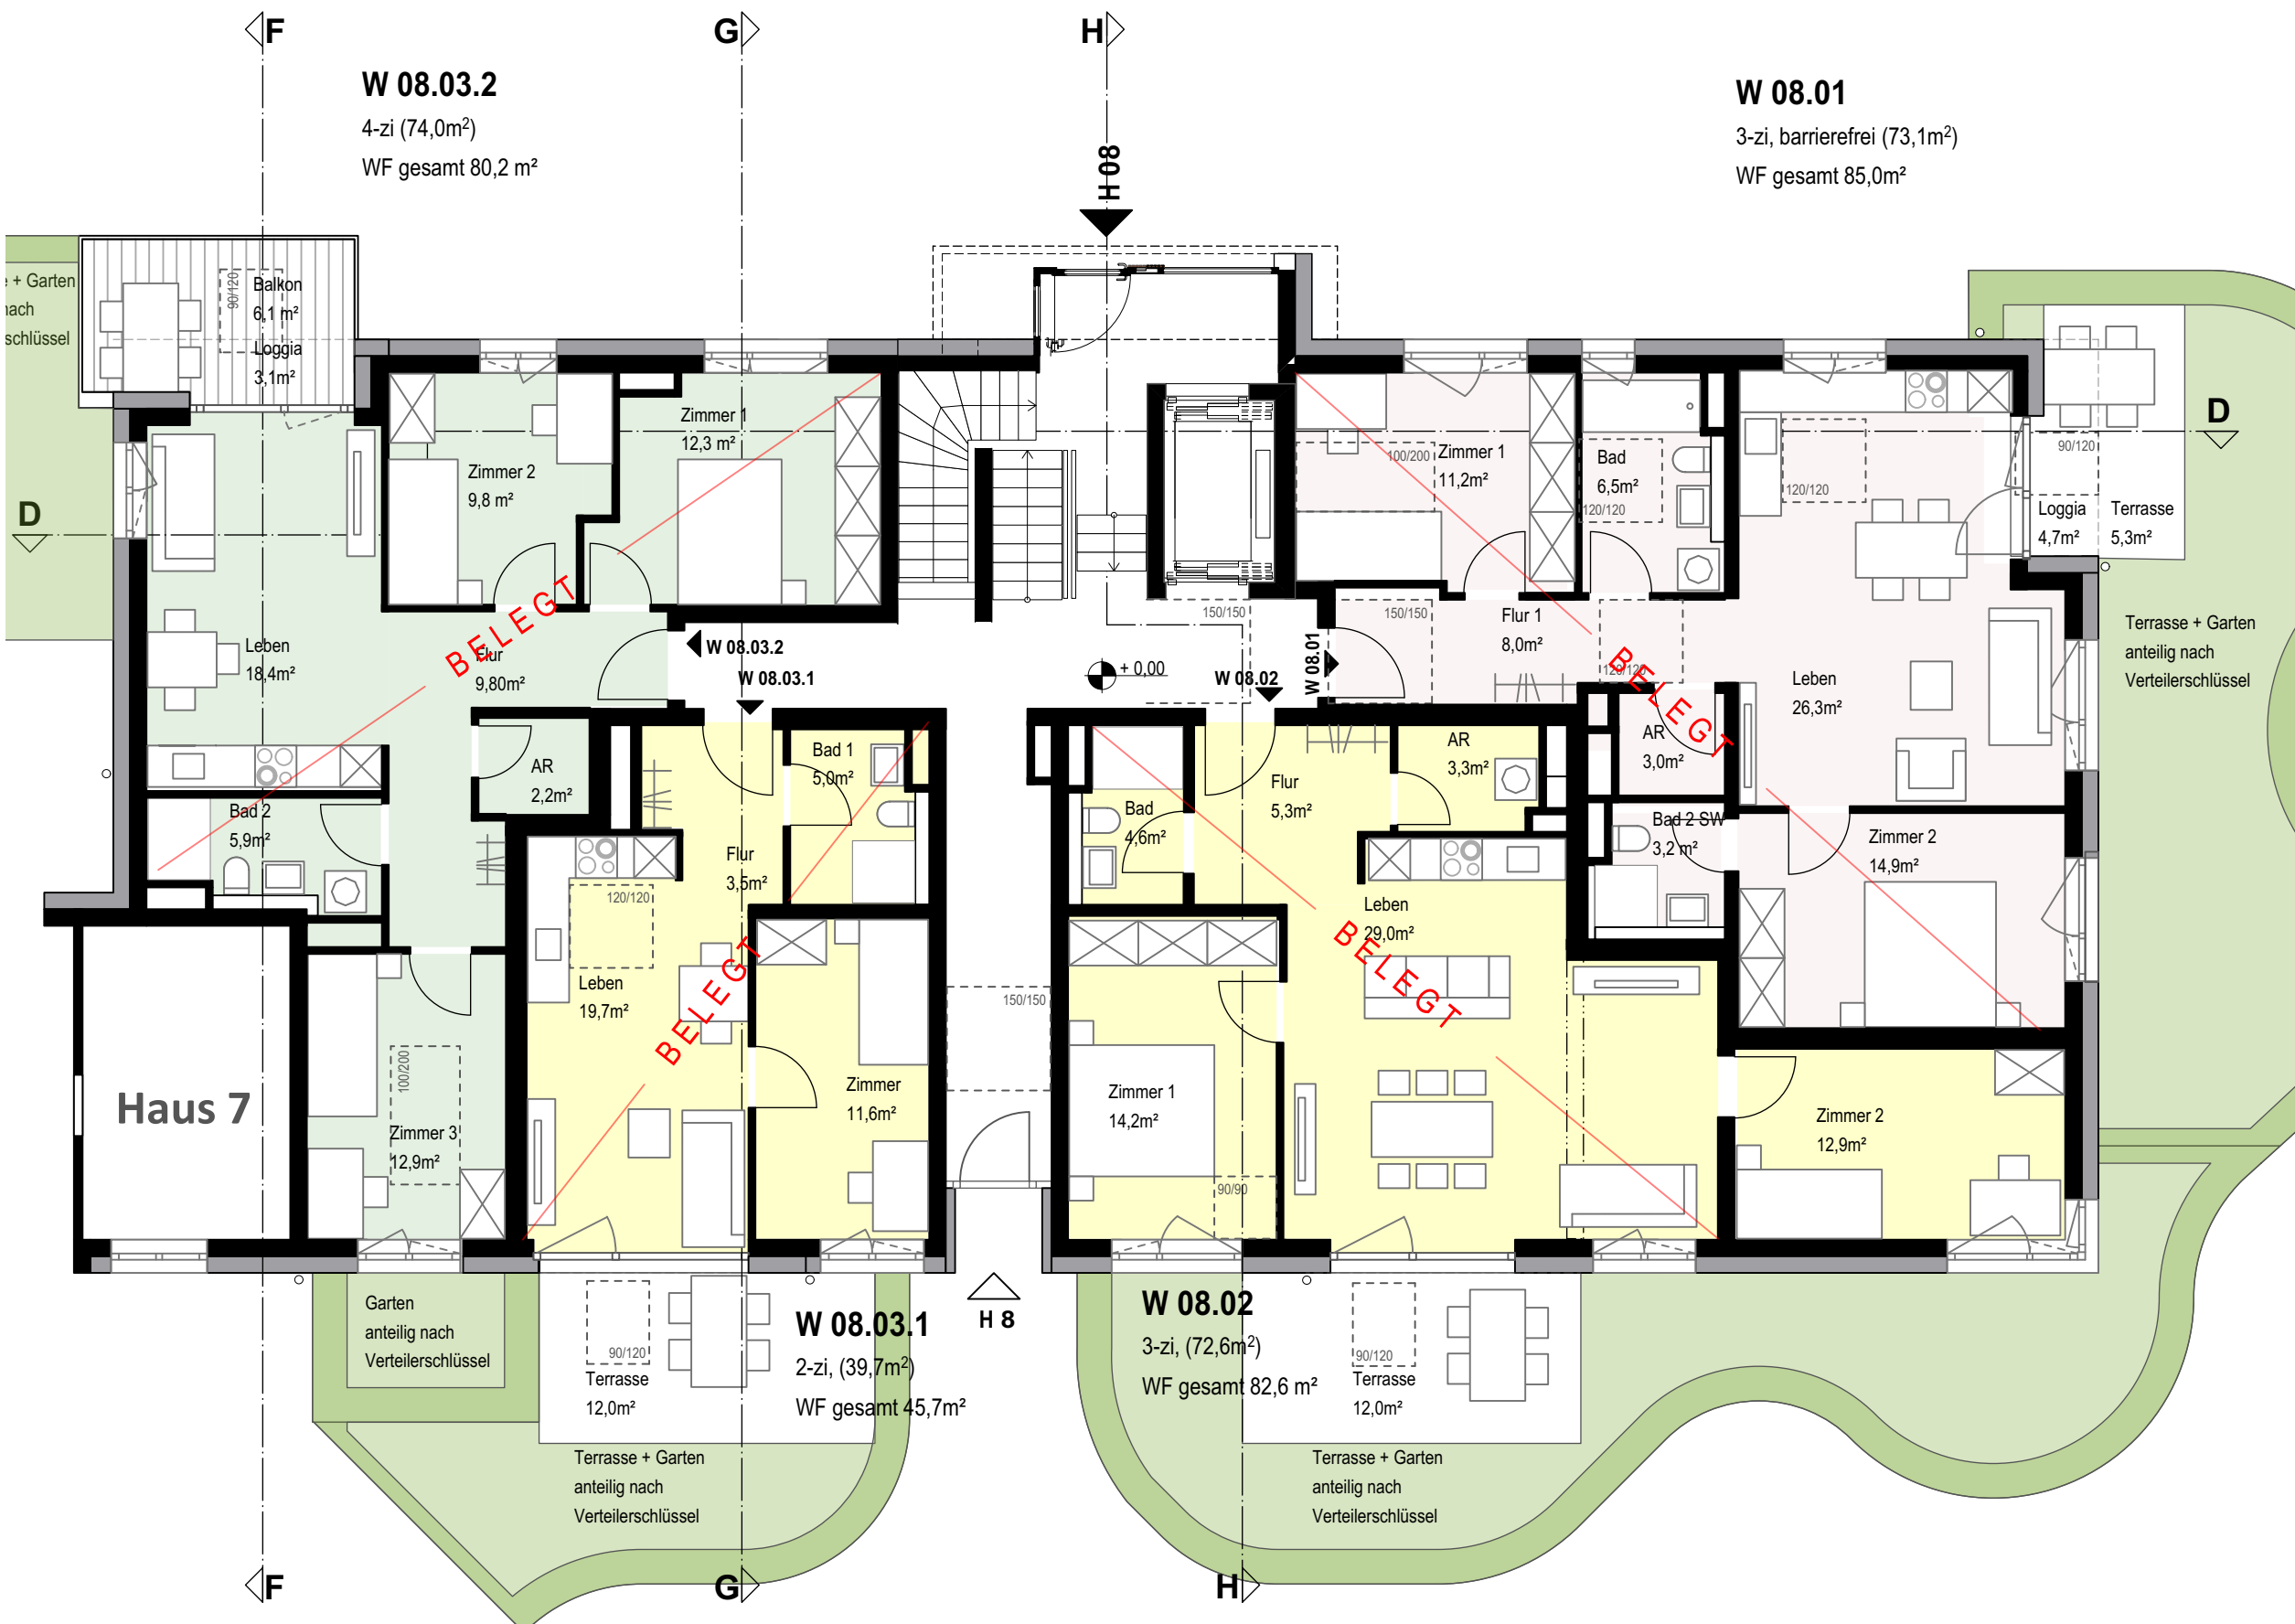 F
G
H
W 08.03.2
4-zi (74,0m²)
WF gesamt 80,2 m²
W 08.01
3-zi, barrierefrei (73,1m²)
WF gesamt 85,0m²
H 08
+ Garten
nach
schlüssel
90/120
Balkon
6,1 m²
Loggia
3,1m²
Zimmer 1
12,3 m²
Zimmer 2
9,8 m²
D
Leben
18,4m²
BELEGT
Flur
9,80m²
W 08.03.2
W 08.03.1
AR
2,2m²
Bad 2
5,9m²
100/200
Zimmer 3
12,9m²
Haus 7
Bad 1
5,0m²
Flur
3,5m²
120/120
Leben
19,7m²
BELEGT
Zimmer
11,6m²
150/150
+ 0,00
150/150
W 08.02
W 08.01
100/200
Zimmer 1
11,2m²
Bad
6,5m²
120/120
120/120
D
90/120
Loggia
4,7m²
Terrasse
5,3m²
150/150
Flur 1
8,0m²
120/120
BELEGT
Leben
26,3m²
Terrasse + Garten
anteilig nach
Verteilerschlüssel
AR
3,0m²
Bad 2 SW
3,2 m²
Zimmer 2
14,9m²
AR
3,3m²
Flur
5,3m²
Bad
4,6m²
Leben
29,0m²
BELEGT
Zimmer 1
14,2m²
90/90
Zimmer 2
12,9m²
Garten
anteilig nach
Verteilerschlüssel
90/120
Terrasse
12,0m²
W 08.03.1
2-zi, (39,7m²)
WF gesamt 45,7m²
H 8
W 08.02
3-zi, (72,6m²)
WF gesamt 82,6 m²
90/120
Terrasse
12,0m²
Terrasse + Garten
anteilig nach
Verteilerschlüssel
Terrasse + Garten
anteilig nach
Verteilerschlüssel
F
G
H